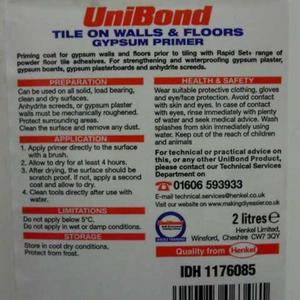 UniBond
TILE ON WALLS & FLOORS
GYPSUM PRIMER
Priming coat for gypsum walls and floors prior to tiling with Rapid Set+ range of
powder floor tile adhesives. For strengthening and waterproofing gypsum plaster,
gypsum boards, gypsum plasterboards and anhydrite screeds.
PREPARATION
Can be used on all solid, load bearing,
clean and dry surfaces.
Anhydrite screeds, or gypsum plaster
walls must be mechanically roughened.
Protect surrounding areas.
Clean the surface and remove any dust.
APPLICATION
1. Apply primer directly to the surface
with a brush.
2. Allow to dry for at least 4 hours.
3. After drying, the surface should be
scratch proof. If not, apply a second
coat and allow to dry.
4. Clean tools directly after use with
water.
LIMITATIONS
Do not apply below 5°C.
Do not apply in wet or damp conditions.
STORAGE
Store in cool dry conditions.
Protect from frost.
HEALTH & SAFETY
Wear suitable protective clothing, gloves
and eye/face protection. Avoid contact
with skin and eyes. In case of contact
with eyes, rinse immediately with plenty
of water and seek medical advice. Wash
splashes from skin immediately using
water. Keep out of the reach of children
and animals
For technical or practical advice on
this, or any other UniBond Product,
please contact our Technical Services
Department on
01606 593933
E-mail technical.services@henkel.co.uk
Visit our website on www.makingdiyeasier.co.uk
UniBond
2 litres e
Henkel Limited,
Winsford, Cheshire CW7 3QY
Quality from Henkel
IDH 1176085